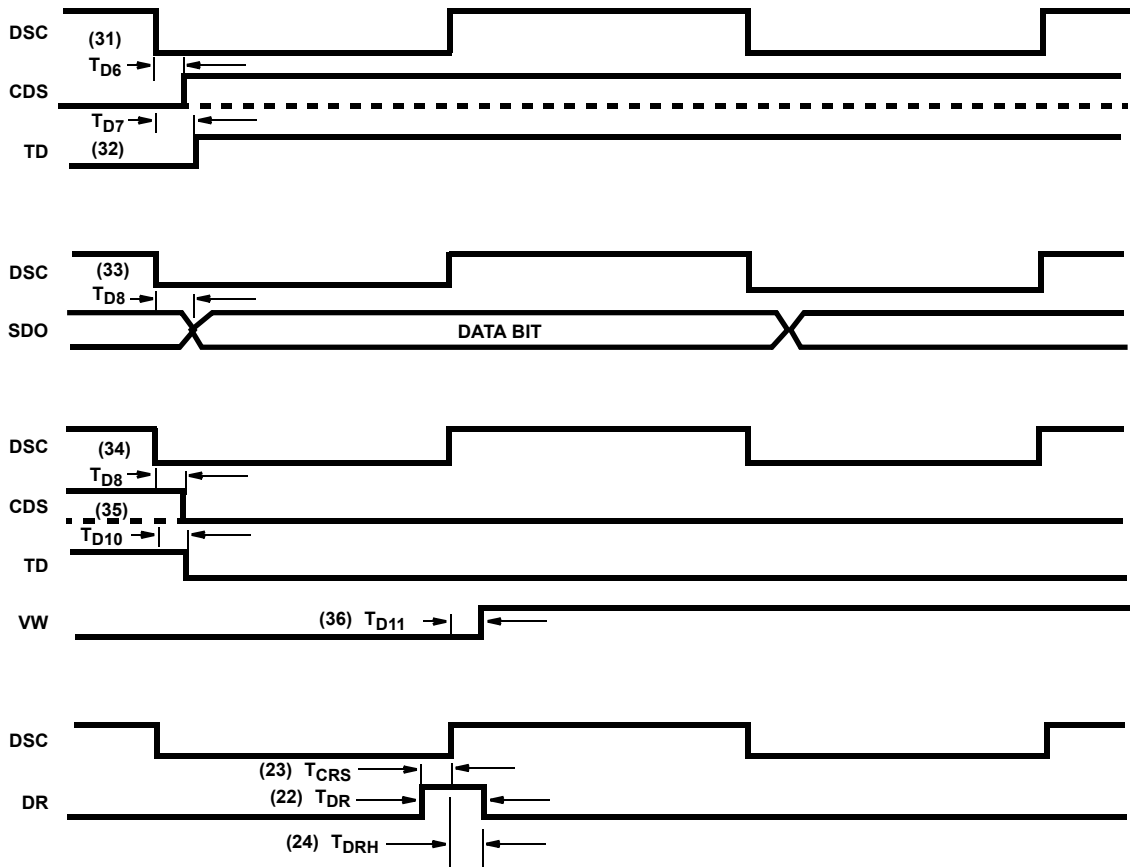 DSC
(31)
TD6
CDS
TD7
TD
(32)
DSC
(33)
TD8
SDO
DATA BIT
DSC
(34)
TD8
CDS
(35)
TD10
TD
VW
(36) TD11
DSC
(23) TCRS
DR
(22) TDR
(24) TDRH